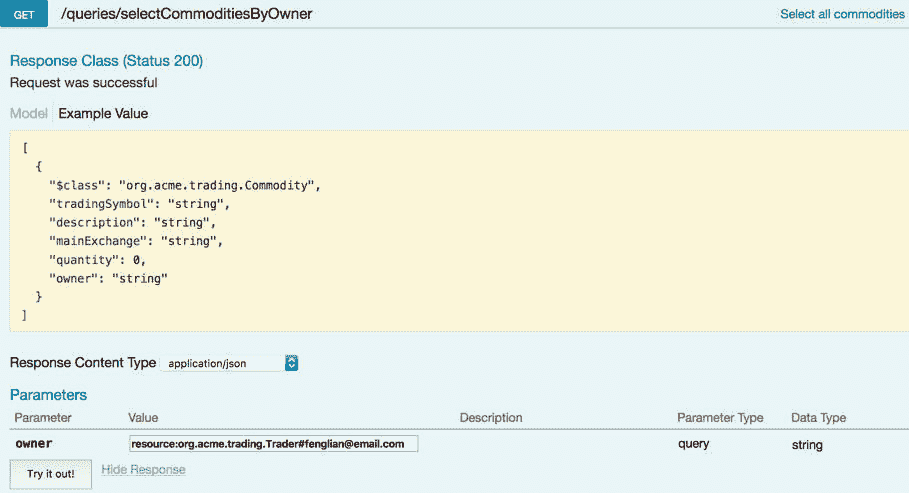 GET /queries/selectCommoditiesByOwner Select all commodities
Response Class (Status 200)
Request was successful
Model Example Value
[
{
"$class": "org.acme.trading.Commodity",
"tradingSymbol": "string",
"description": "string",
"mainExchange": "string",
"quantity": 0,
"owner": "string"
}
]
Response Content Type application/json
Parameters
Parameter Value Description Parameter Type Data Type
owner resource:org.acme.trading.Trader#fenglian@email.com query string
Try it out! Hide Response